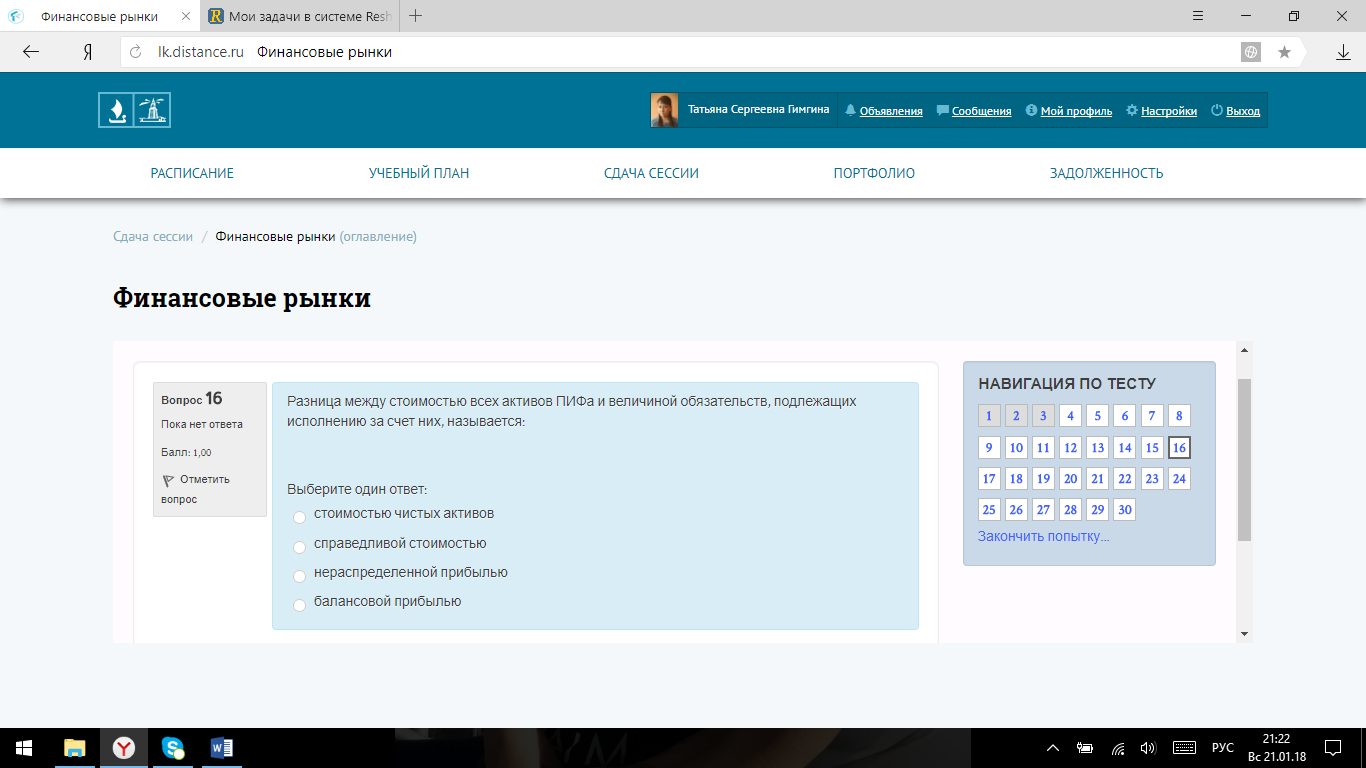 Финансовые рынки
Мои задачи в системе Resh
Я
lk.distance.ru Финансовые рынки
Татьяна Сергеевна Гимгина Объявления Сообщения Мой профиль Настройки Выход
РАСПИСАНИЕ УЧЕБНЫЙ ПЛАН СДАЧА СЕССИИ ПОРТФОЛИО ЗАДОЛЖЕННОСТЬ
Сдача сессии / Финансовые рынки (оглавление)
Финансовые рынки
Вопрос 16
Пока нет ответа
Балл: 1,00
Отметить
вопрос
Разница между стоимостью всех активов ПИФа и величиной обязательств, подлежащих
исполнению за счет них, называется:
Выберите один ответ:
стоимостью чистых активов
справедливой стоимостью
нераспределенной прибылью
балансовой прибылью
НАВИГАЦИЯ ПО ТЕСТУ
1 2 3 4 5 6 7 8
9 10 11 12 13 14 15 16
17 18 19 20 21 22 23 24
25 26 27 28 29 30
Закончить попытку...
РУС
21:22
Вс 21.01.18